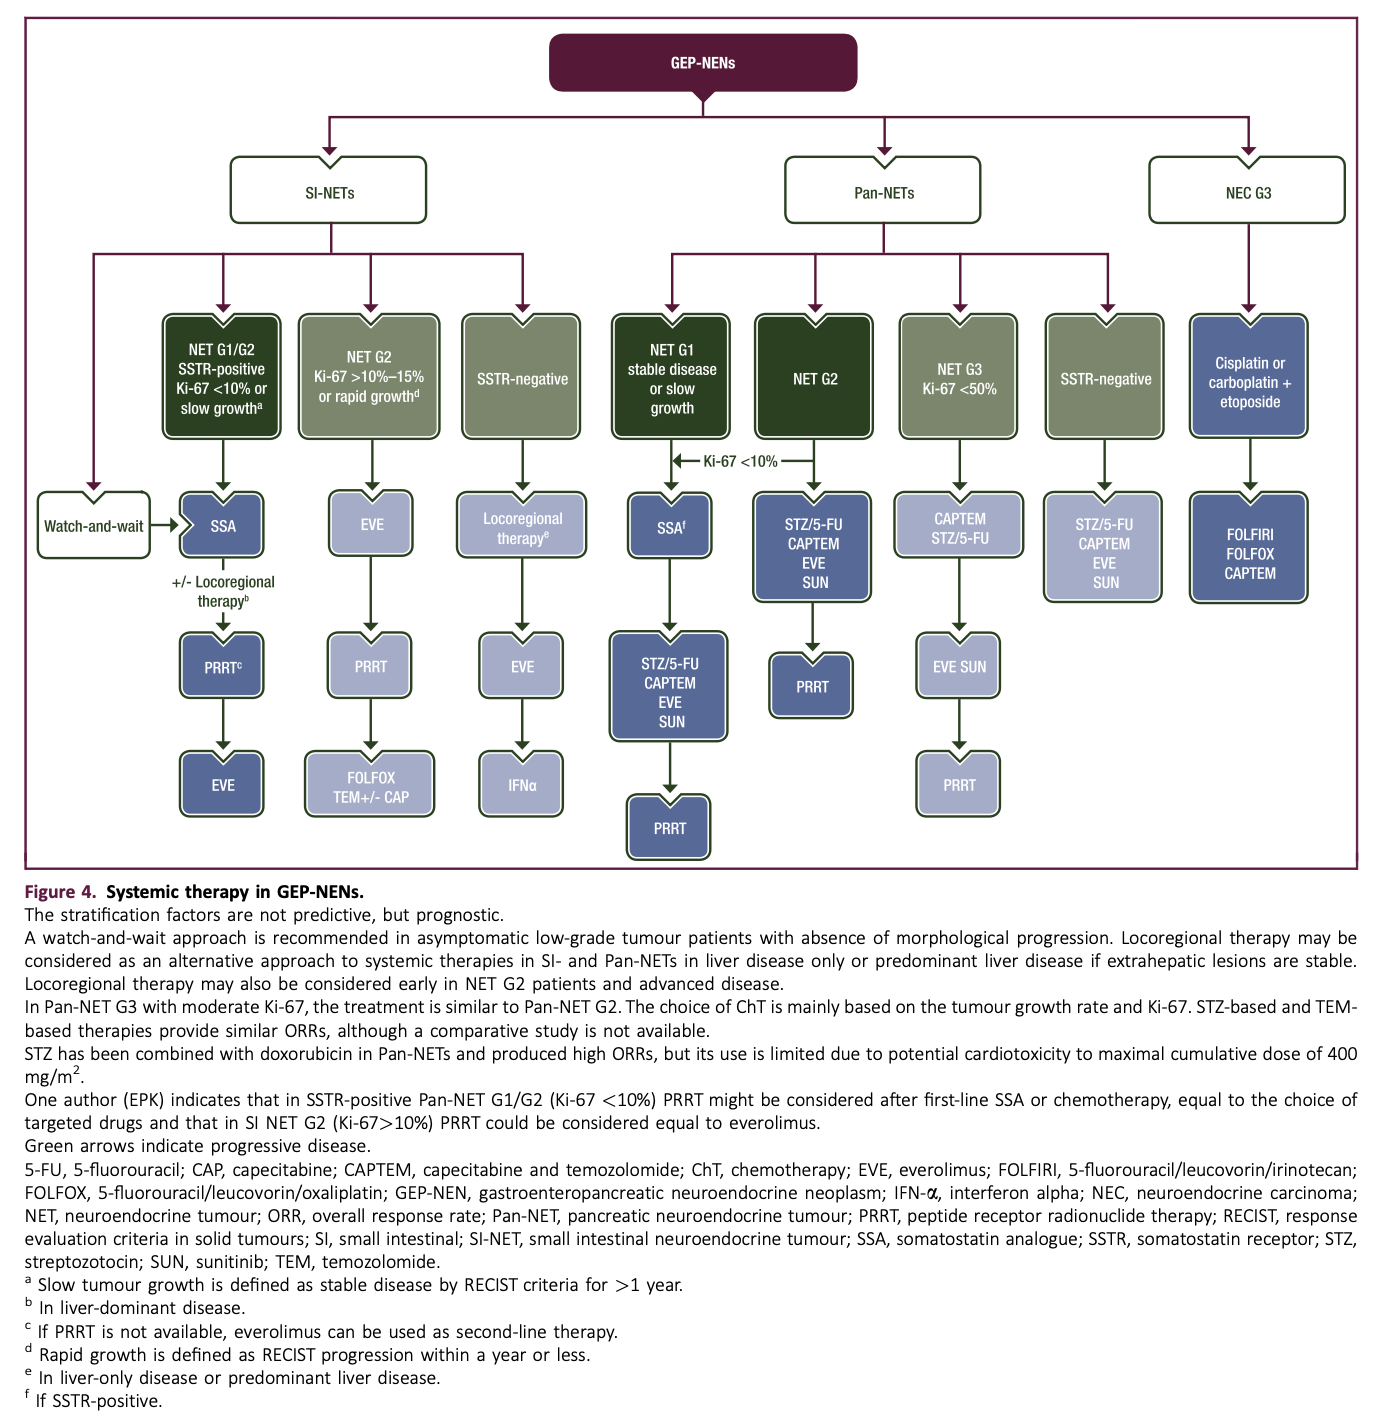 GEP-NENs
SI-NETs
Pan-NETs
NEC G3
NET G1/G2
SSTR-positive
Ki-67 <10% or
slow growthᵃ
NET G2
Ki-67 >10%–15%
or rapid growthᵈ
SSTR-negative
NET G1
stable disease
or slow
growth
NET G2
NET G3
Ki-67 <50%
SSTR-negative
Cisplatin or
carboplatin +
etoposide
Ki-67 <10%
Watch-and-wait
SSA
EVE
Locoregional
therapyᵉ
SSAᶠ
STZ/5-FU
CAPTEM
EVE
SUN
CAPTEM
STZ/5-FU
STZ/5-FU
CAPTEM
EVE
SUN
FOLFIRI
FOLFOX
CAPTEM
+/- Locoregional
therapyᵇ
PRRTᶜ
PRRT
EVE
STZ/5-FU
CAPTEM
EVE
SUN
PRRT
EVE SUN
EVE
FOLFOX
TEM+/- CAP
IFNα
PRRT
PRRT
Figure 4. Systemic therapy in GEP-NENs.
The stratification factors are not predictive, but prognostic.
A watch-and-wait approach is recommended in asymptomatic low-grade tumour patients with absence of morphological progression. Locoregional therapy may be
considered as an alternative approach to systemic therapies in SI- and Pan-NETs in liver disease only or predominant liver disease if extrahepatic lesions are stable.
Locoregional therapy may also be considered early in NET G2 patients and advanced disease.
In Pan-NET G3 with moderate Ki-67, the treatment is similar to Pan-NET G2. The choice of ChT is mainly based on the tumour growth rate and Ki-67. STZ-based and TEM-
based therapies provide similar ORRs, although a comparative study is not available.
STZ has been combined with doxorubicin in Pan-NETs and produced high ORRs, but its use is limited due to potential cardiotoxicity to maximal cumulative dose of 400
mg/m².
One author (EPK) indicates that in SSTR-positive Pan-NET G1/G2 (Ki-67 <10%) PRRT might be considered after first-line SSA or chemotherapy, equal to the choice of
targeted drugs and that in SI NET G2 (Ki-67>10%) PRRT could be considered equal to everolimus.
Green arrows indicate progressive disease.
5-FU, 5-fluorouracil; CAP, capecitabine; CAPTEM, capecitabine and temozolomide; ChT, chemotherapy; EVE, everolimus; FOLFIRI, 5-fluorouracil/leucovorin/irinotecan;
FOLFOX, 5-fluorouracil/leucovorin/oxaliplatin; GEP-NEN, gastroenteropancreatic neuroendocrine neoplasm; IFN-α, interferon alpha; NEC, neuroendocrine carcinoma;
NET, neuroendocrine tumour; ORR, overall response rate; Pan-NET, pancreatic neuroendocrine tumour; PRRT, peptide receptor radionuclide therapy; RECIST, response
evaluation criteria in solid tumours; SI, small intestinal; SI-NET, small intestinal neuroendocrine tumour; SSA, somatostatin analogue; SSTR, somatostatin receptor; STZ,
streptozotocin; SUN, sunitinib; TEM, temozolomide.
ᵃ Slow tumour growth is defined as stable disease by RECIST criteria for >1 year.
ᵇ In liver-dominant disease.
ᶜ If PRRT is not available, everolimus can be used as second-line therapy.
ᵈ Rapid growth is defined as RECIST progression within a year or less.
ᵉ In liver-only disease or predominant liver disease.
ᶠ If SSTR-positive.